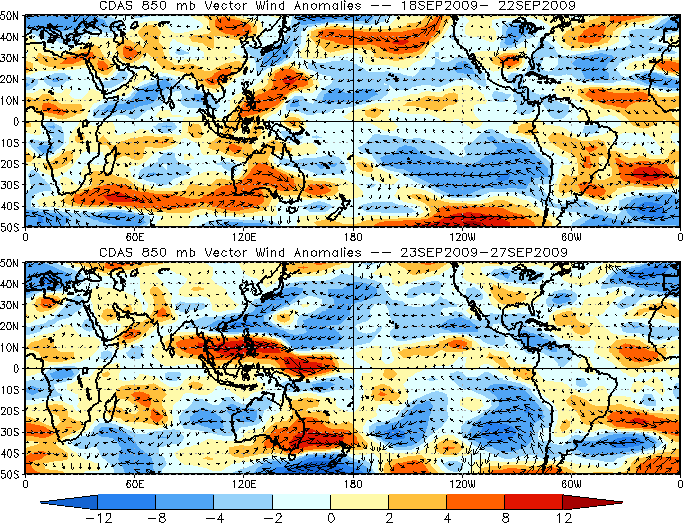 CDAS 850 mb Vector Wind Anomalies -- 18SEP2009- 22SEP2009
50N
40N
30N
20N
10N
0
10S
20S
30S
40S
50S
0 60E 120E 180 120W 60W 0
CDAS 850 mb Vector Wind Anomalies -- 23SEP2009-27SEP2009
50N
40N
30N
20N
10N
0
10S
20S
30S
40S
50S
0 60E 120E 180 120W 60W 0
-12 -8 -4 -2 0 2 4 8 12